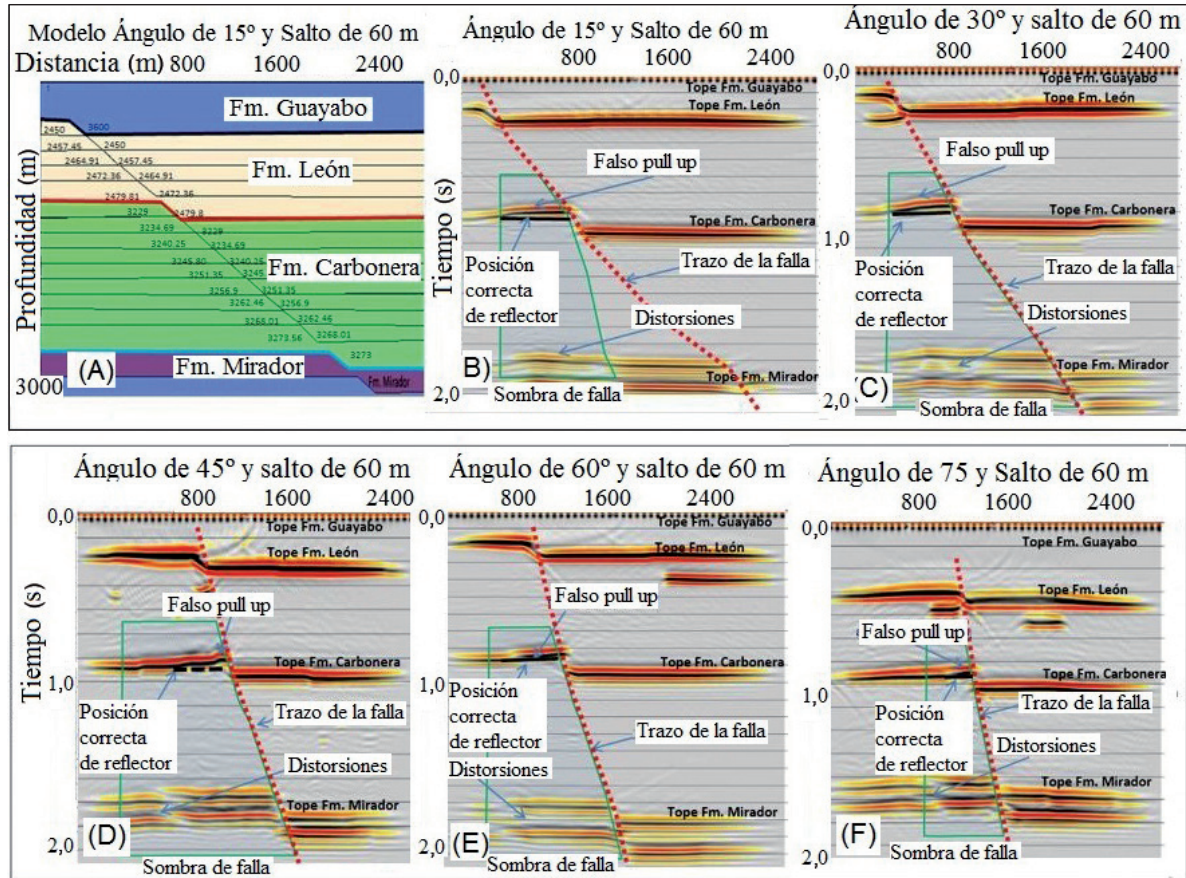 Modelo Ángulo de 15º y Salto de 60 m
Distancia (m) 800 1600 2400
Fm. Guayabo
2450
3600
2457.45
2450
2464.91
2457.45
2472.36
2464.91
Fm. León
2479.81
2472.36
3229
2479.8
3234.69
3229
3240.25
3234.69
Fm. Carbonera
3245.80
3240.25
3251.35
3245
3256.9
3251.35
3262.46
3256.9
3268.01
3262.46
3273.56
3268.01
3273
Fm. Mirador
Fm. Mirador
Profundidad (m)
3000
(A)
Ángulo de 15º y Salto de 60 m
800 1600 2400
0,0
Tope Fm. Guayabo
Tope Fm. León
Falso pull up
Tope Fm. Carbonera
1,0
Tiempo (s)
Posición
correcta
de reflector
Trazo de la falla
Distorsiones
B)
Tope Fm. Mirador
2,0
Sombra de falla
Ángulo de 30º y salto de 60 m
800 1600 2400
0,0
Tope Fm. Guayabo
Tope Fm. León
Falso pull up
Tope Fm. Carbonera
1,0
Posición
correcta
de reflector
Trazo de la falla
Distorsiones
Tope Fm. Mirador
2,0
Sombra de falla
(C)
Ángulo de 45º y salto de 60 m
800 1600 2400
0,0
Tope Fm. Guayabo
Tope Fm. León
Falso pull up
Tope Fm. Carbonera
1,0
Tiempo (s)
Posición
correcta
de reflector
Trazo de la falla
Distorsiones
Tope Fm. Mirador
(D)
2,0
Sombra de falla
Ángulo de 60º y salto de 60 m
800 1600 2400
0,0
Tope Fm. Guayabo
Tope Fm. León
Falso pull up
Tope Fm. Carbonera
1,0
Posición
correcta
de reflector
Trazo de la falla
Distorsiones
Tope Fm. Mirador
(E)
2,0
Sombra de falla
Ángulo de 75 y Salto de 60 m
800 1600 2400
0,0
Tope Fm. Guayabo
Tope Fm. León
Falso pull up
Tope Fm. Carbonera
1,0
Posición
correcta
de reflector
Trazo de la falla
Distorsiones
Tope Fm. Mirador
(F)
2,0
Sombra de falla